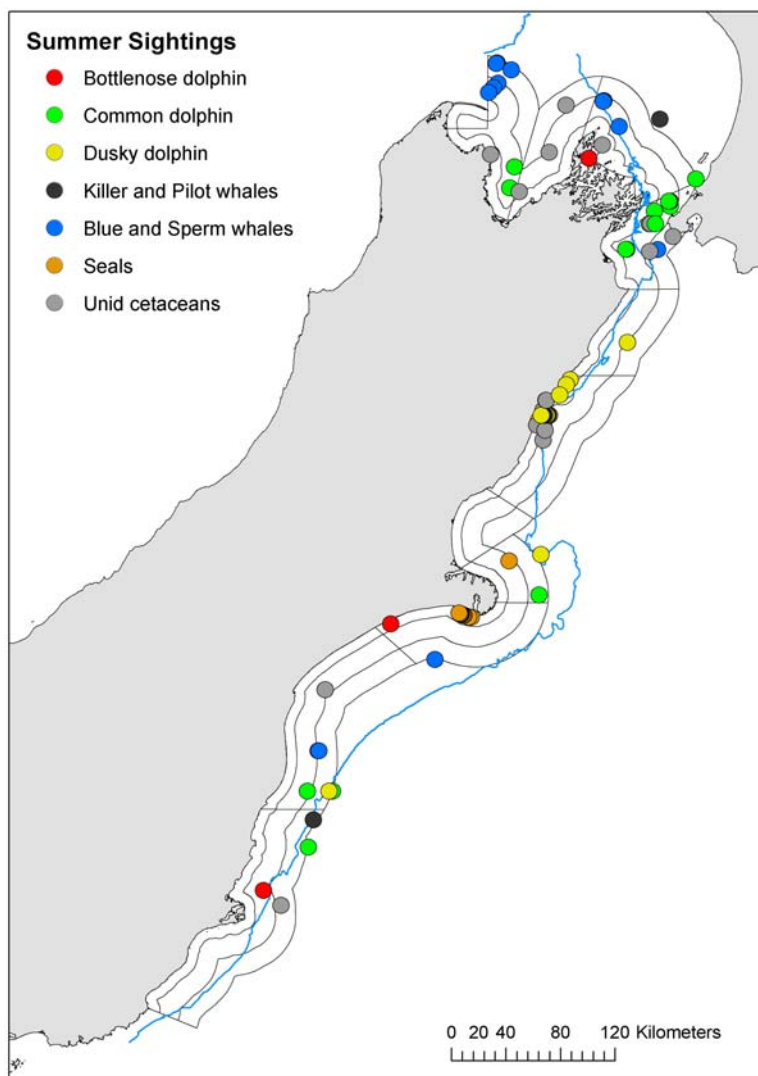 Summer Sightings
Bottlenose dolphin
Common dolphin
Dusky dolphin
Killer and Pilot whales
Blue and Sperm whales
Seals
Unid cetaceans
0 20 40 80 120 Kilometers